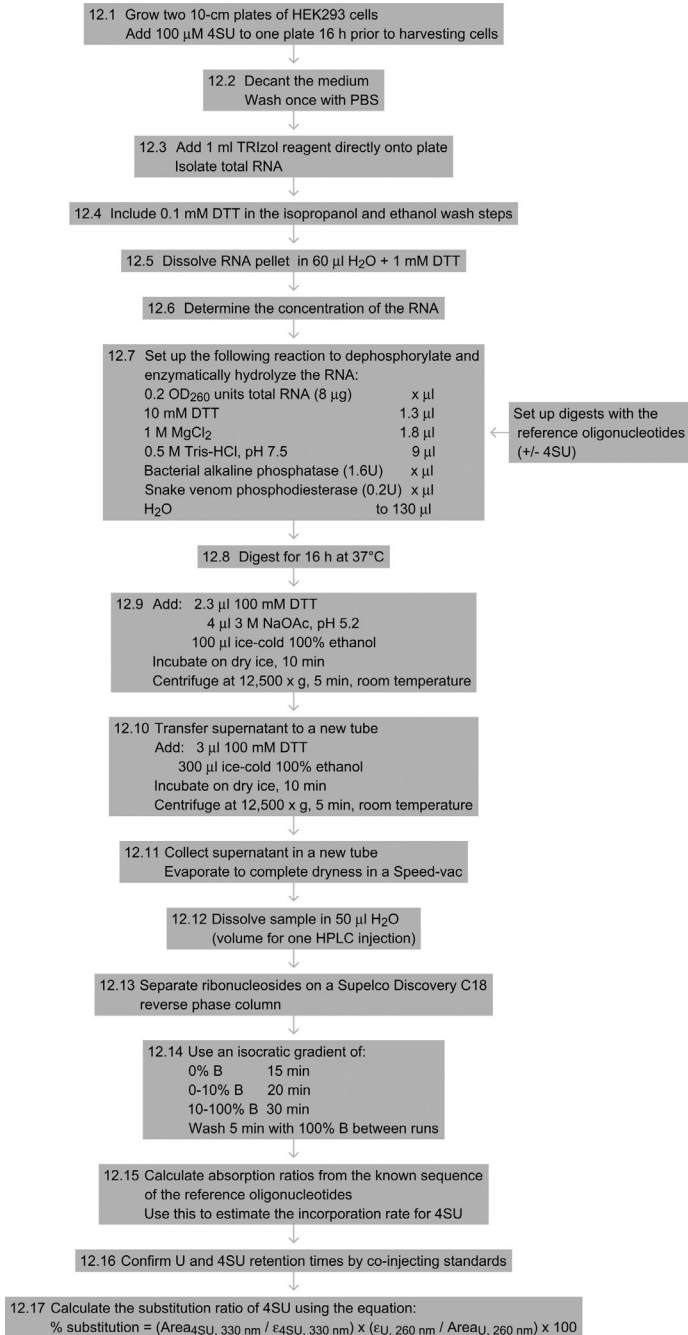 12.1 Grow two 10-cm plates of HEK293 cells
Add 100 μM 4SU to one plate 16 h prior to harvesting cells
12.2 Decant the medium
Wash once with PBS
12.3 Add 1 ml TRIzol reagent directly onto plate
Isolate total RNA
12.4 Include 0.1 mM DTT in the isopropanol and ethanol wash steps
12.5 Dissolve RNA pellet in 60 μl H₂O + 1 mM DTT
12.6 Determine the concentration of the RNA
12.7 Set up the following reaction to dephosphorylate and
enzymatically hydrolyze the RNA:
0.2 OD₂₆₀ units total RNA (8 μg) x μl
10 mM DTT 1.3 μl
1 M MgCl₂ 1.8 μl
0.5 M Tris-HCl, pH 7.5 9 μl
Bacterial alkaline phosphatase (1.6U) x μl
Snake venom phosphodiesterase (0.2U) x μl
H₂O to 130 μl
Set up digests with the
reference oligonucleotides
(+/- 4SU)
12.8 Digest for 16 h at 37°C
12.9 Add: 2.3 μl 100 mM DTT
4 μl 3 M NaOAc, pH 5.2
100 μl ice-cold 100% ethanol
Incubate on dry ice, 10 min
Centrifuge at 12,500 x g, 5 min, room temperature
12.10 Transfer supernatant to a new tube
Add: 3 μl 100 mM DTT
300 μl ice-cold 100% ethanol
Incubate on dry ice, 10 min
Centrifuge at 12,500 x g, 5 min, room temperature
12.11 Collect supernatant in a new tube
Evaporate to complete dryness in a Speed-vac
12.12 Dissolve sample in 50 μl H₂O
(volume for one HPLC injection)
12.13 Separate ribonucleosides on a Supelco Discovery C18
reverse phase column
12.14 Use an isocratic gradient of:
0% B 15 min
0-10% B 20 min
10-100% B 30 min
Wash 5 min with 100% B between runs
12.15 Calculate absorption ratios from the known sequence
of the reference oligonucleotides
Use this to estimate the incorporation rate for 4SU
12.16 Confirm U and 4SU retention times by co-injecting standards
12.17 Calculate the substitution ratio of 4SU using the equation:
% substitution = (Area4SU, 330 nm / ε4SU, 330 nm) x (εU, 260 nm / AreaU, 260 nm) x 100